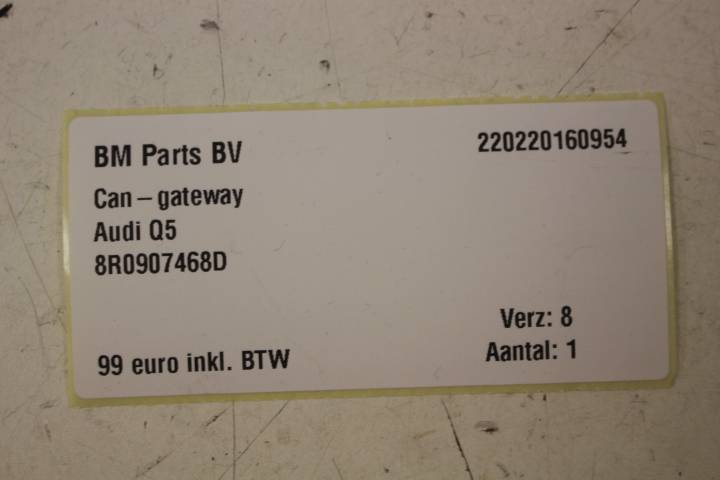 BM Parts BV
220220160954
Can – gateway
Audi Q5
8R0907468D
Verz: 8
99 euro inkl. BTW
Aantal: 1